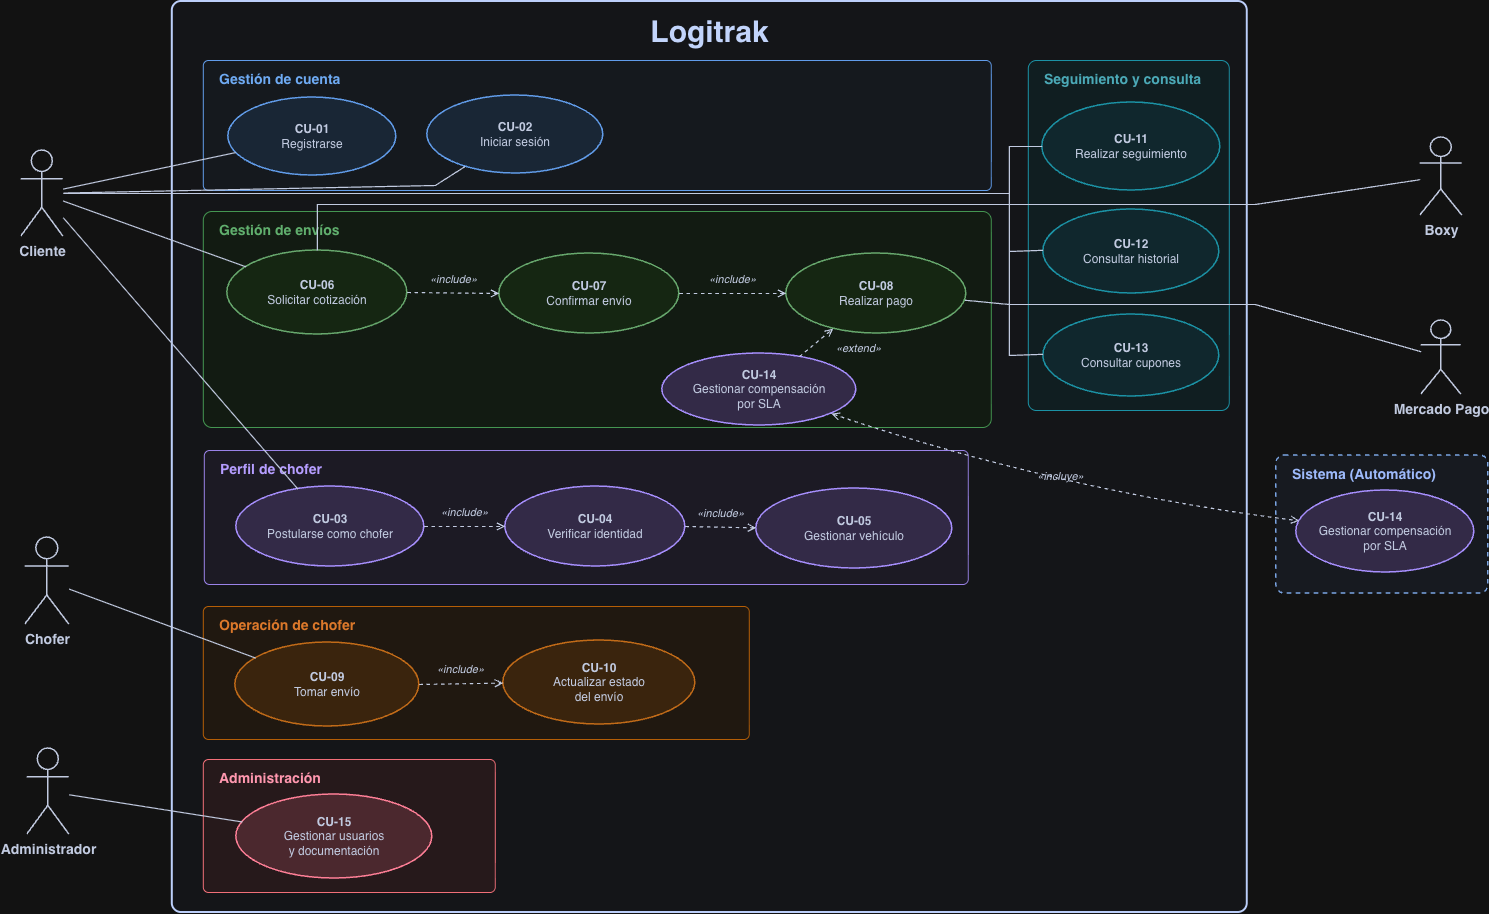 Logitrak
Gestión de cuenta
CU-01
Registrarse
CU-02
Iniciar sesión
Seguimiento y consulta
CU-11
Realizar seguimiento
CU-12
Consultar historial
CU-13
Consultar cupones
Cliente
Boxy
Mercado Pago
Gestión de envíos
CU-06
Solicitar cotización
«include»
CU-07
Confirmar envío
«include»
CU-08
Realizar pago
«extend»
CU-14
Gestionar compensación
por SLA
«incluye»
Sistema (Automático)
CU-14
Gestionar compensación
por SLA
Perfil de chofer
CU-03
Postularse como chofer
«include»
CU-04
Verificar identidad
«include»
CU-05
Gestionar vehículo
Chofer
Operación de chofer
CU-09
Tomar envío
«include»
CU-10
Actualizar estado
del envío
Administrador
Administración
CU-15
Gestionar usuarios
y documentación